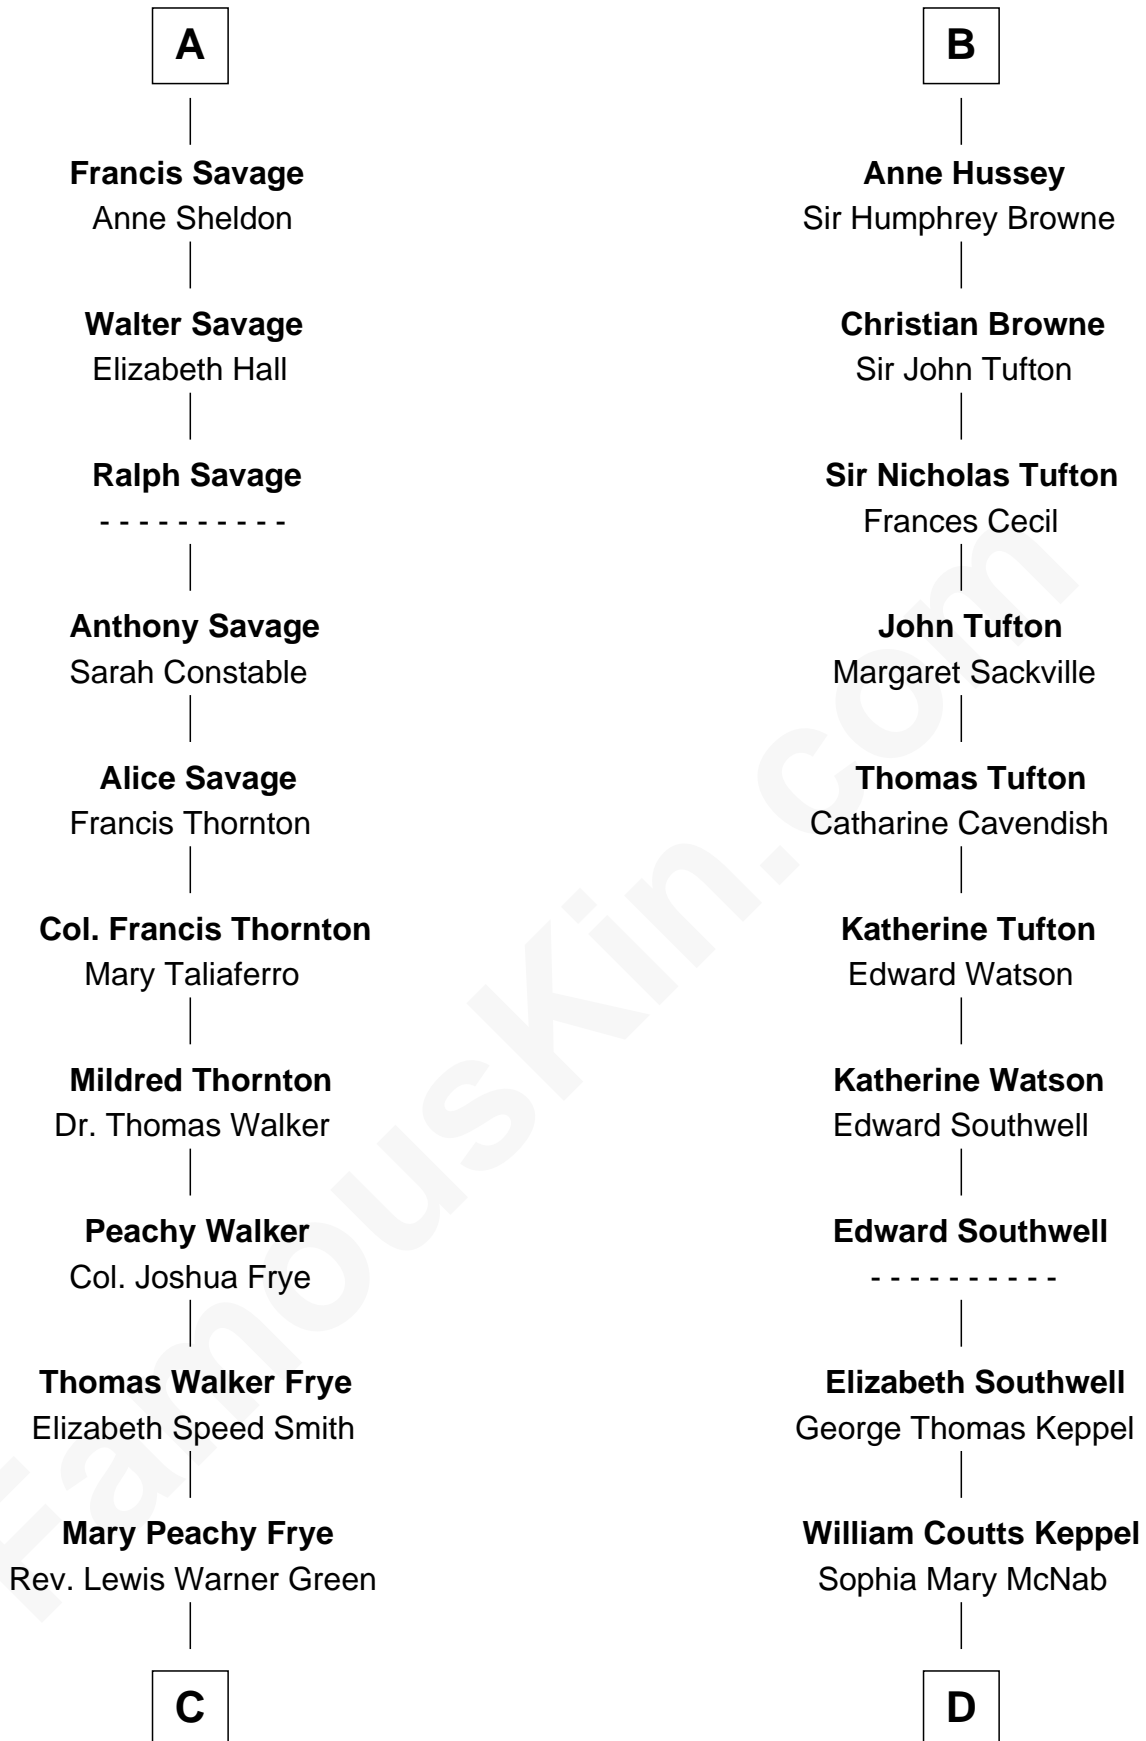 A
Francis Savage
Anne Sheldon
Walter Savage
Elizabeth Hall
Ralph Savage
- - - - - - - - - -
Anthony Savage
Sarah Constable
Alice Savage
Francis Thornton
Col. Francis Thornton
Mary Taliaferro
Mildred Thornton
Dr. Thomas Walker
Peachy Walker
Col. Joshua Frye
Thomas Walker Frye
Elizabeth Speed Smith
Mary Peachy Frye
Rev. Lewis Warner Green
C
B
Anne Hussey
Sir Humphrey Browne
Christian Browne
Sir John Tufton
Sir Nicholas Tufton
Frances Cecil
John Tufton
Margaret Sackville
Thomas Tufton
Catharine Cavendish
Katherine Tufton
Edward Watson
Katherine Watson
Edward Southwell
Edward Southwell
- - - - - - - - - -
Elizabeth Southwell
George Thomas Keppel
William Coutts Keppel
Sophia Mary McNab
D
FamousKin.com